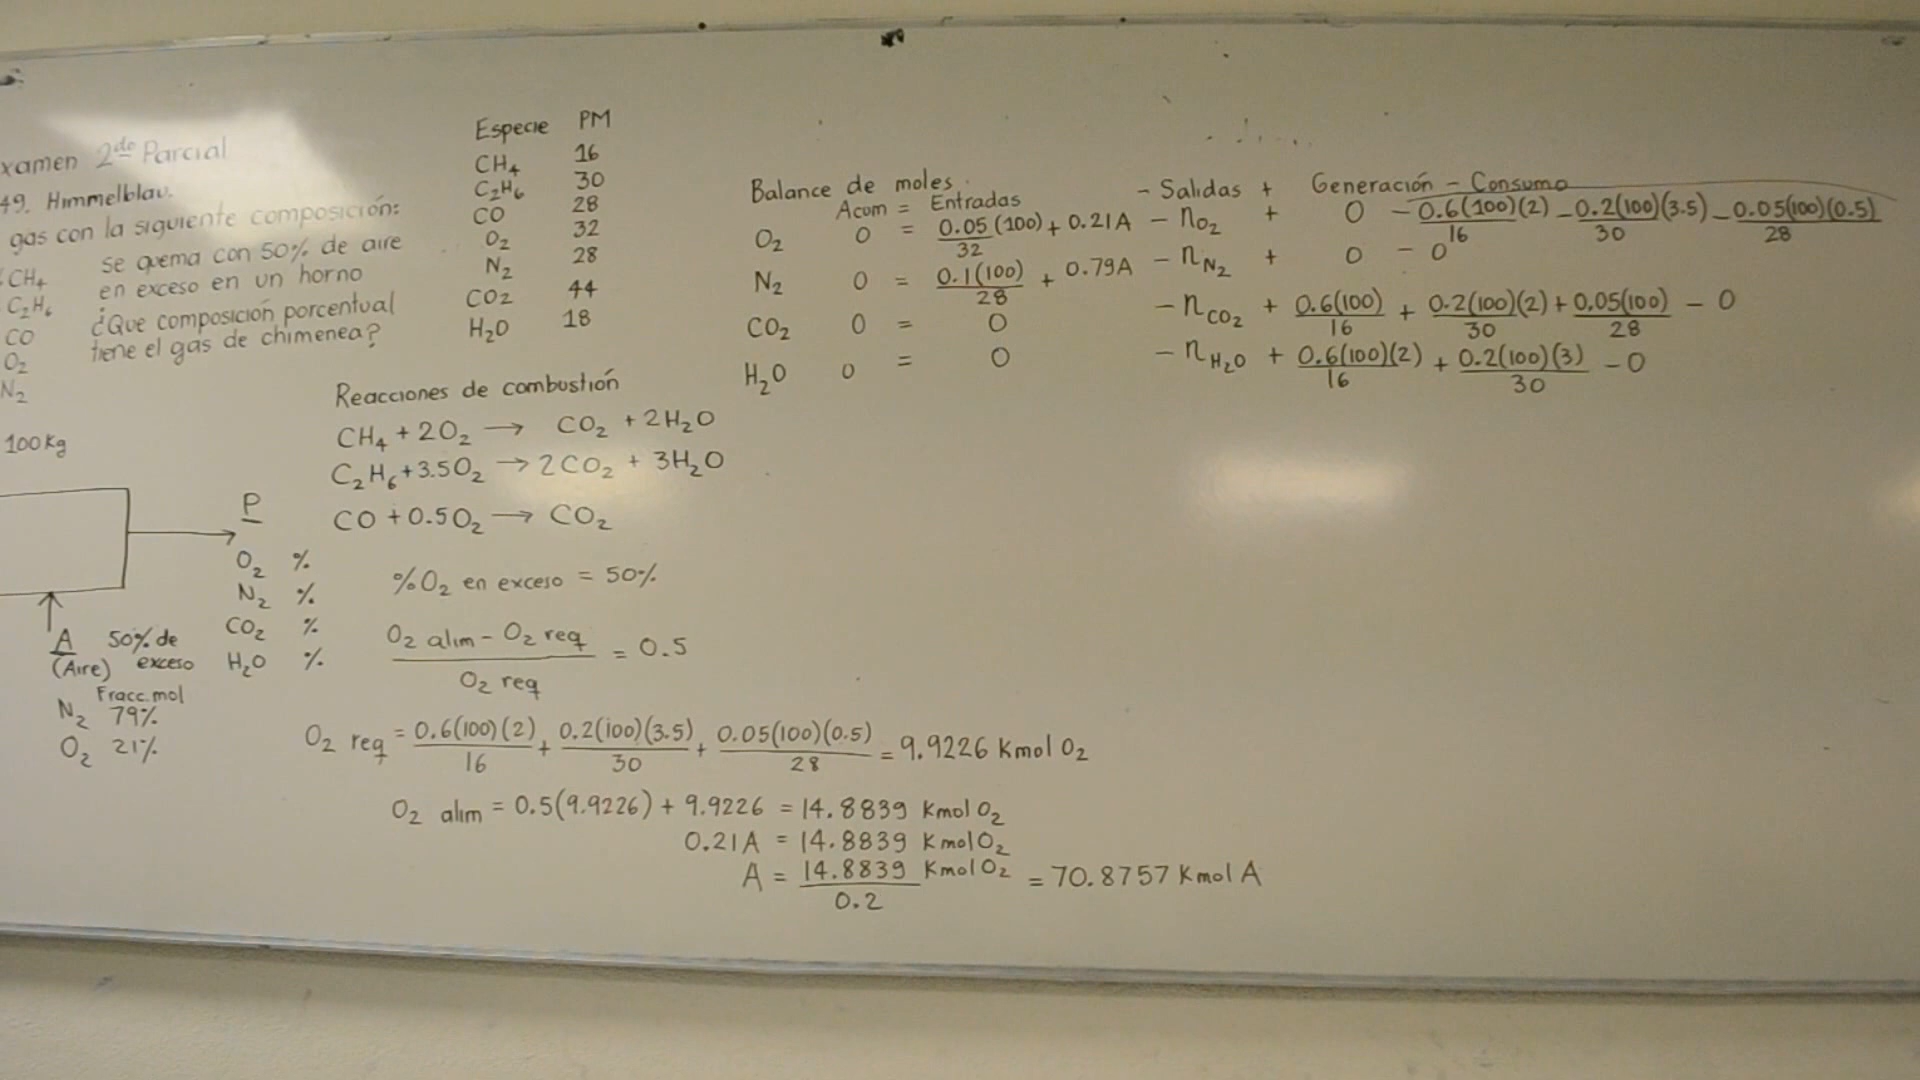 xamen 2do Parcial
49. Himmelblau.
gas con la siguiente composición:
CH₄ se quema con 50% de aire
C₂H₆ en exceso en un horno
CO ¿Que composición porcentual
O₂ tiene el gas de chimenea?
N₂
100 Kg
P
O₂ %
N₂ %
CO₂ %
H₂O %
A 50% de
(Aire) exceso
Fracc. mol
N₂ 79%
O₂ 21%
Especie PM
CH₄ 16
C₂H₆ 30
CO 28
O₂ 32
N₂ 28
CO₂ 44
H₂O 18
Reacciones de combustión
CH₄ + 2O₂ → CO₂ + 2H₂O
C₂H₆ + 3.5O₂ → 2CO₂ + 3H₂O
CO + 0.5O₂ → CO₂
%O₂ en exceso = 50%
O₂ alim - O₂ req
= 0.5
O₂ req
O₂ req = 0.6(100)(2)/16 + 0.2(100)(3.5)/30 + 0.05(100)(0.5)/28 = 9.9226 Kmol O₂
O₂ alim = 0.5(9.9226) + 9.9226 = 14.8839 Kmol O₂
0.21A = 14.8839 KmolO₂
A = 14.8839 KmolO₂/0.2 = 70.8757 Kmol A
Balance de moles.
Acum = Entradas - Salidas + Generación - Consumo
O₂ 0 = 0.05(100)/32 + 0.21A - nO₂ + 0 - 0.6(100)(2)/16 - 0.2(100)(3.5)/30 - 0.05(100)(0.5)/28
N₂ 0 = 0.1(100)/28 + 0.79A - nN₂ + 0 - 0
CO₂ 0 = 0 - nCO₂ + 0.6(100)/16 + 0.2(100)(2)/30 + 0.05(100)/28 - 0
H₂O 0 = 0 - nH₂O + 0.6(100)(2)/16 + 0.2(100)(3)/30 - 0